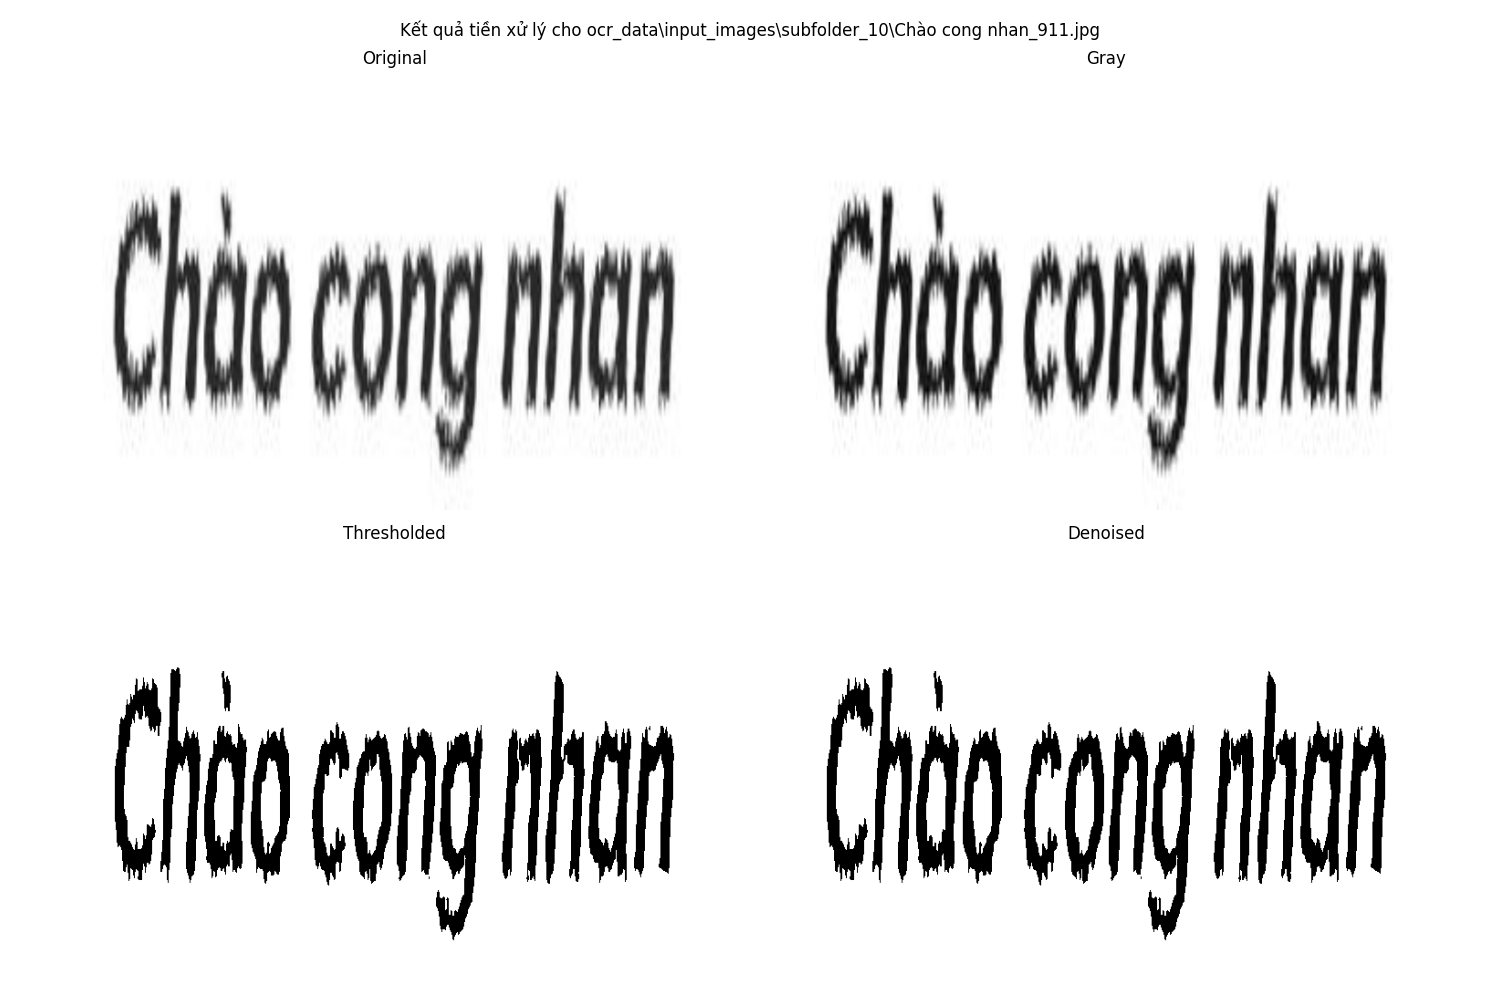 Kết quả tiền xử lý cho ocr_data\input_images\subfolder_10\Chào cong nhan_911.jpg
Original
Gray
Chào cong nhan
Chào cong nhan
Thresholded
Denoised
Chào cong nhan
Chào cong nhan